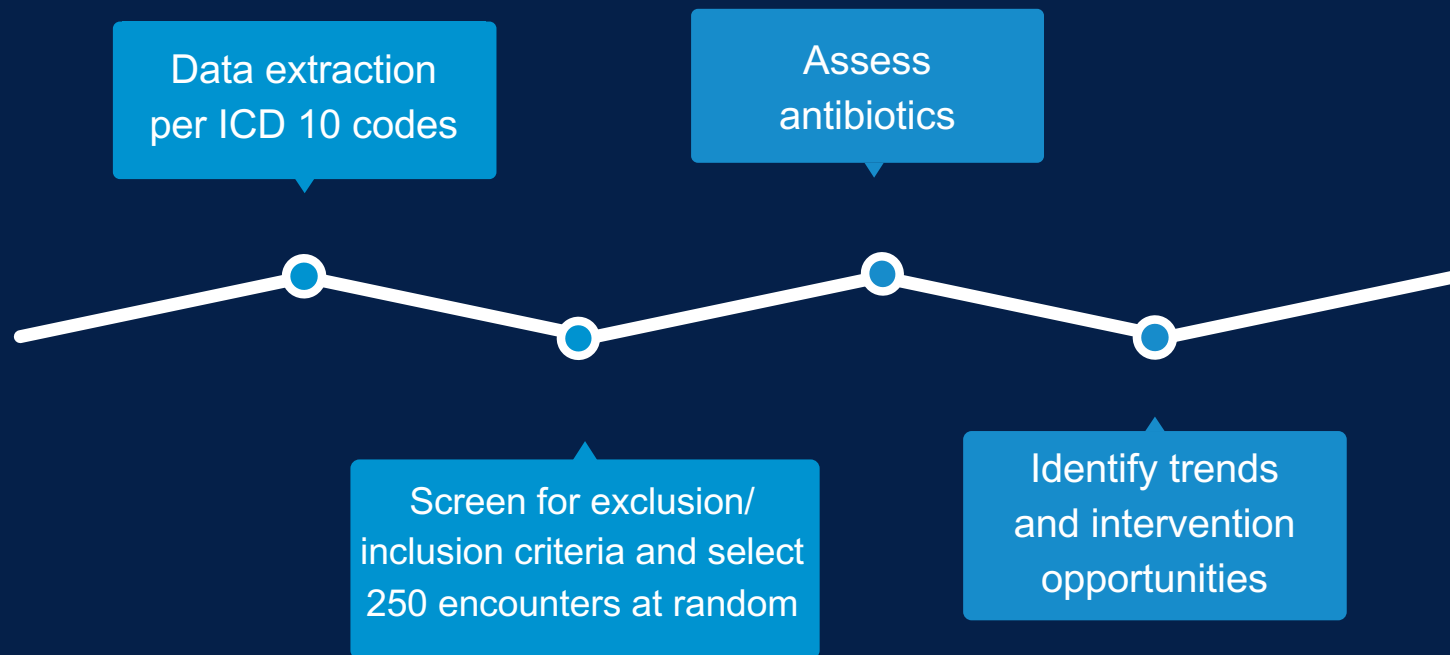 Data extraction
per ICD 10 codes
Screen for exclusion/
inclusion criteria and select
250 encounters at random
Assess
antibiotics
Identify trends
and intervention
opportunities